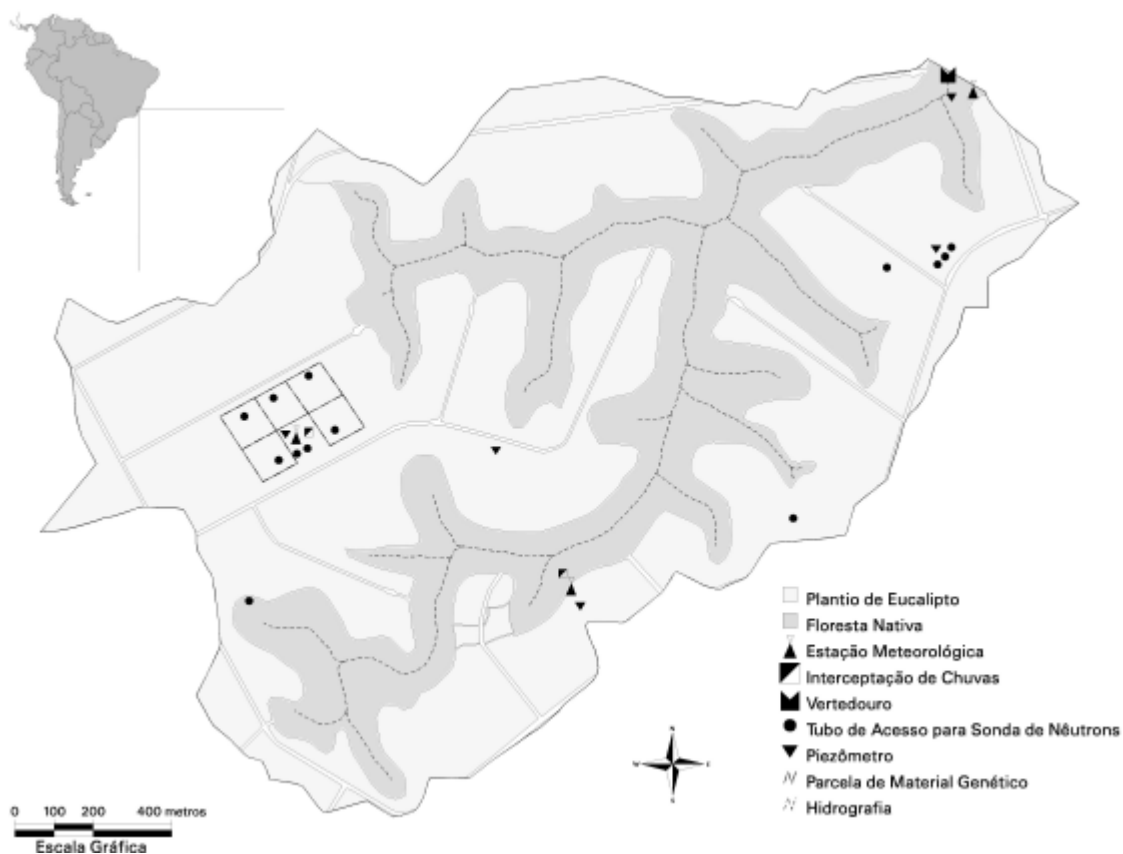 Plantio de Eucalipto
Floresta Nativa
Estação Meteorológica
Interceptação de Chuvas
Vertedouro
Tubo de Acesso para Sonda de Nêutrons
Piezômetro
Parcela de Material Genético
Hidrografia
N
W E
S
0 100 200 400 metros
Escala Gráfica